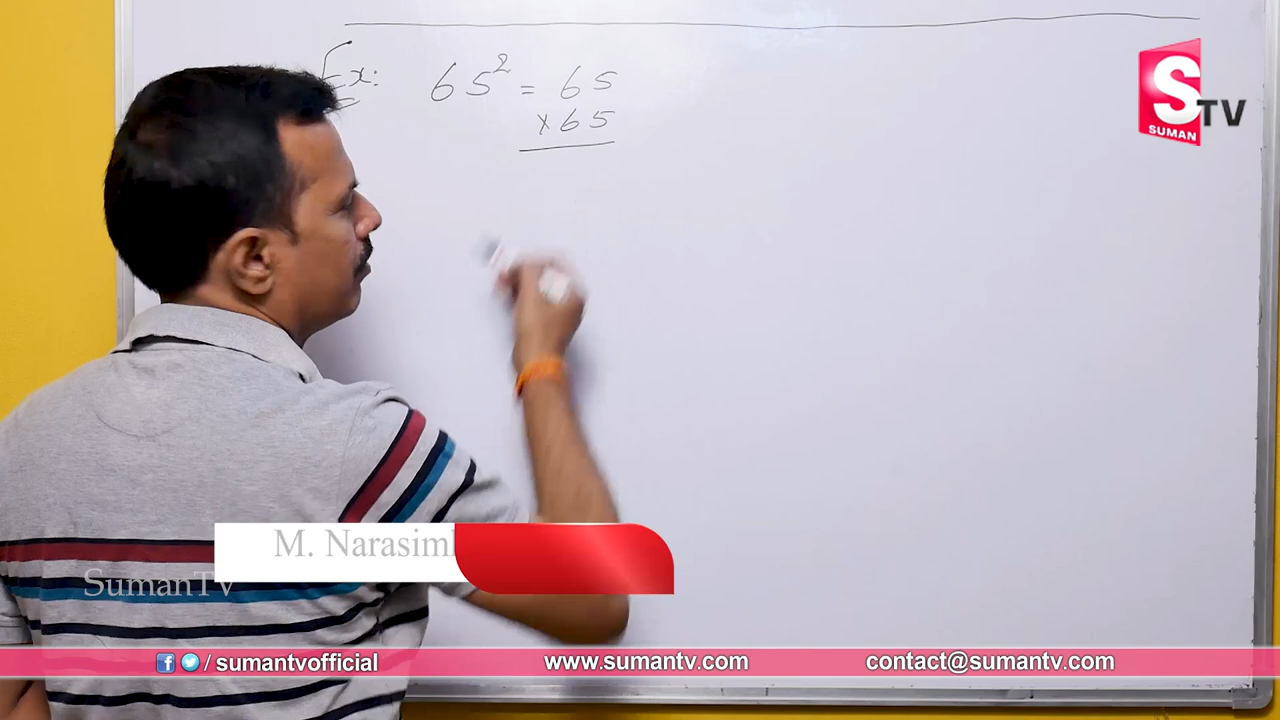 Ex: 65² = 65
×65
S TV
SUMAN
M. Narasim
SumanTV
/ sumantvofficial
www.sumantv.com
contact@sumantv.com